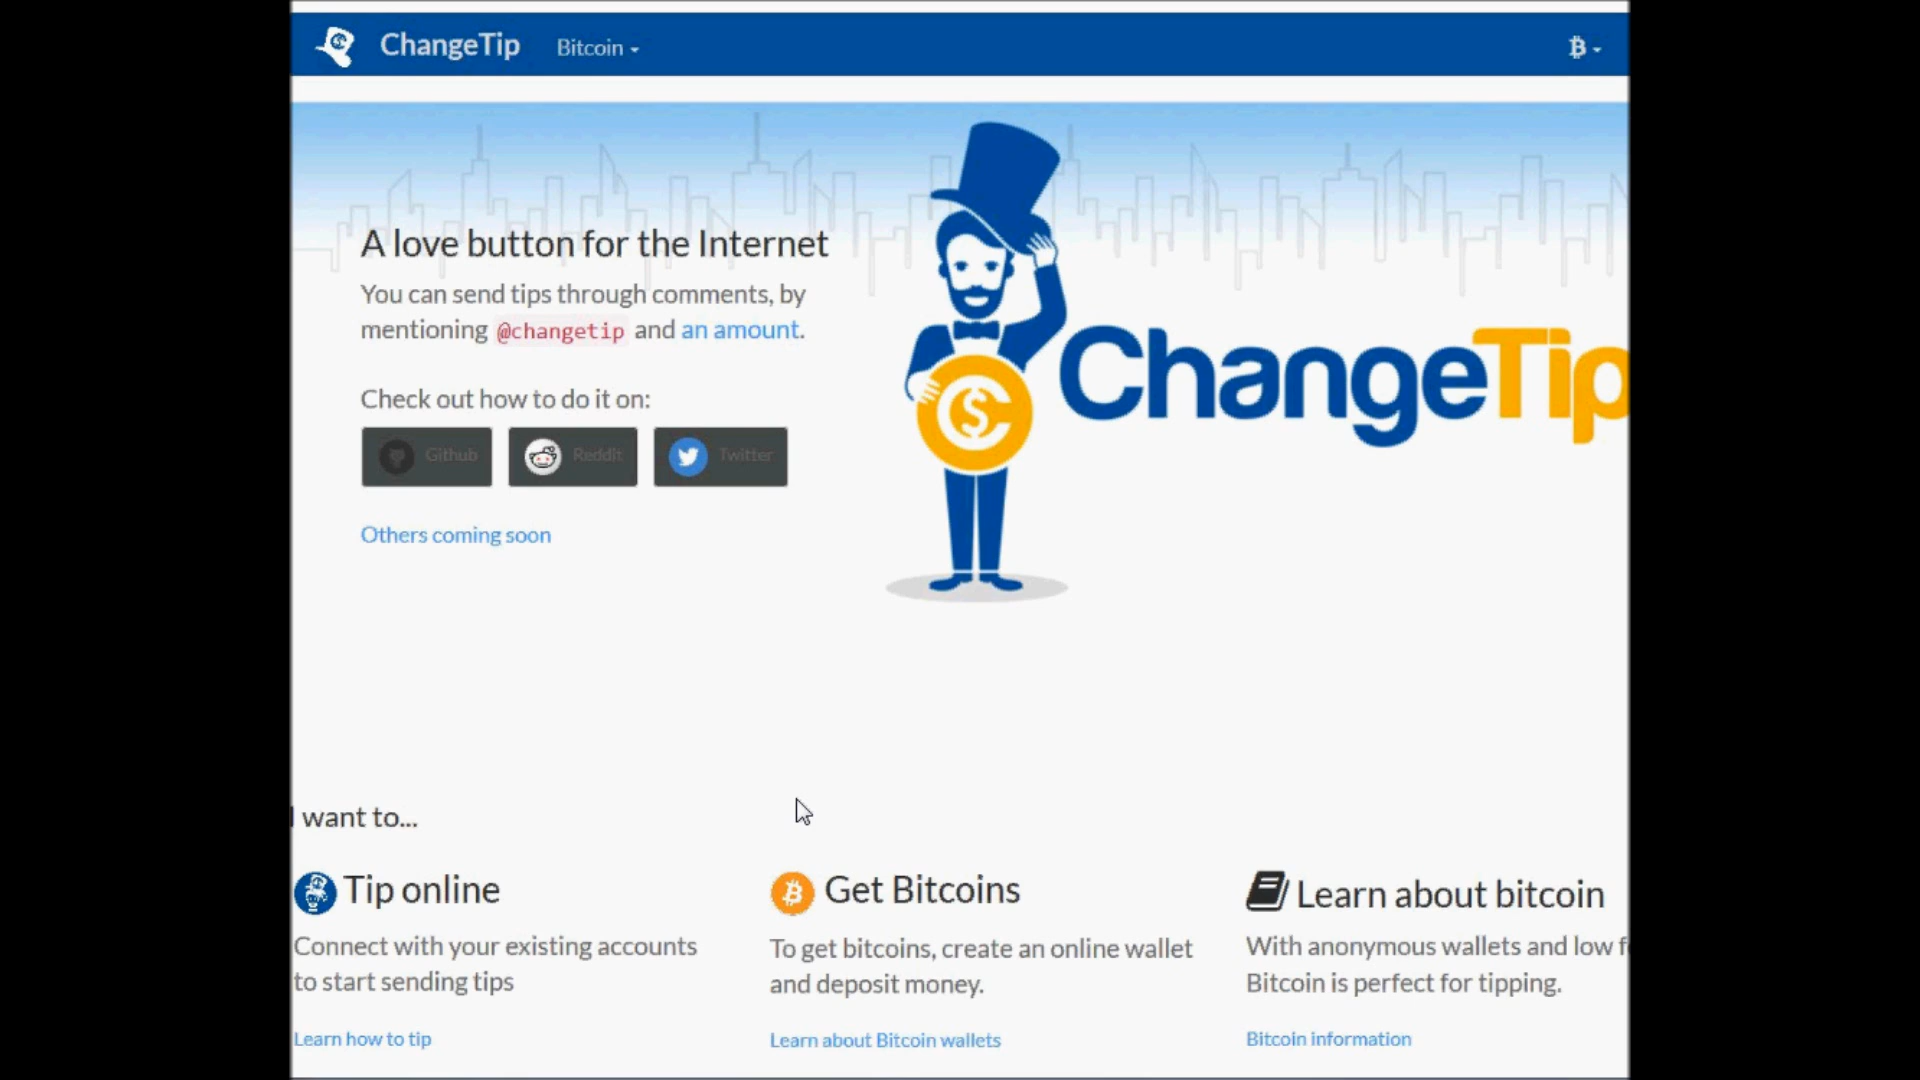 ChangeTip Bitcoin
A love button for the Internet
You can send tips through comments, by
mentioning @changetip and an amount.
Check out how to do it on:
Github Reddit Twitter
Others coming soon
ChangeTip
I want to...
Tip online
Connect with your existing accounts
to start sending tips
Learn how to tip
Get Bitcoins
To get bitcoins, create an online wallet
and deposit money.
Learn about Bitcoin wallets
Learn about bitcoin
With anonymous wallets and low
Bitcoin is perfect for tipping.
Bitcoin information